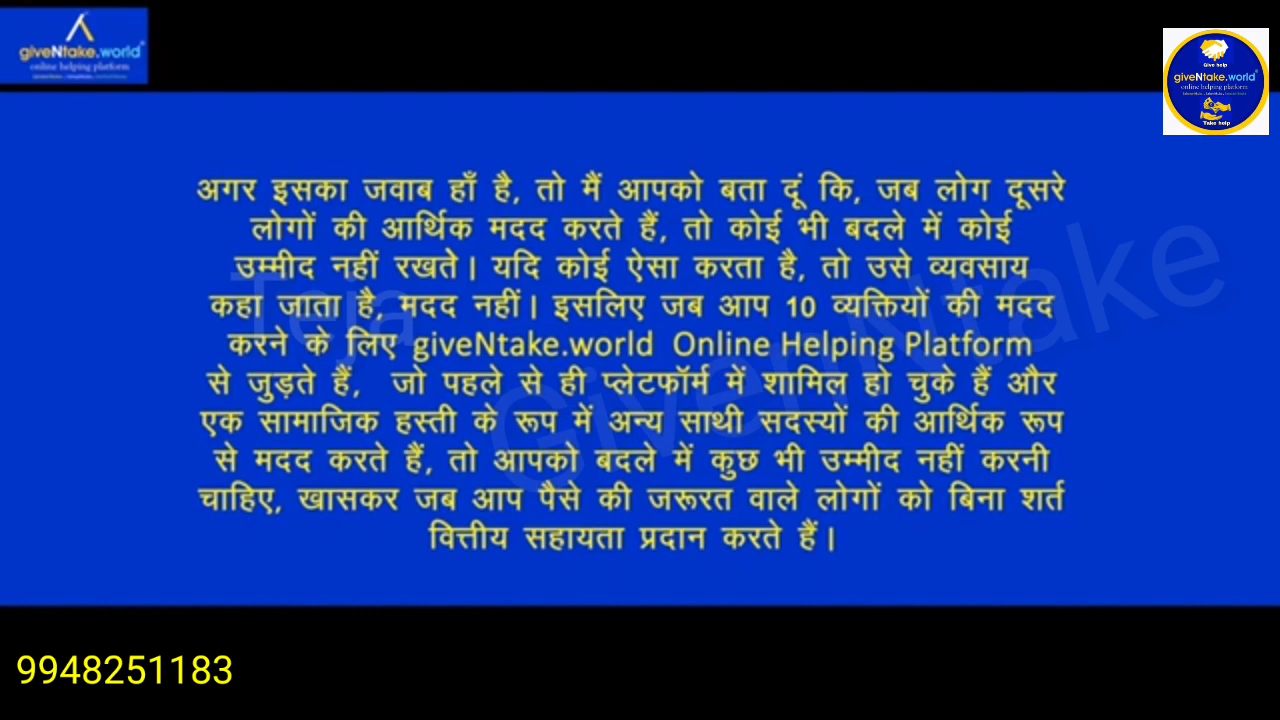 giveNtake.world
online helping platform
Give help
giveNtake.world
online helping platform
Take help
अगर इसका जवाब हाँ है, तो मैं आपको बता दूं कि, जब लोग दूसरे
लोगों की आर्थिक मदद करते हैं, तो कोई भी बदले में कोई
उम्मीद नहीं रखते। यदि कोई ऐसा करता है, तो उसे व्यवसाय
कहा जाता है, मदद नहीं। इसलिए जब आप 10 व्यक्तियों की मदद
करने के लिए giveNtake.world Online Helping Platform
से जुड़ते हैं, जो पहले से ही प्लेटफॉर्म में शामिल हो चुके हैं और
एक सामाजिक हस्ती के रूप में अन्य साथी सदस्यों की आर्थिक रूप
से मदद करते हैं, तो आपको बदले में कुछ भी उम्मीद नहीं करनी
चाहिए, खासकर जब आप पैसे की जरूरत वाले लोगों को बिना शर्त
वित्तीय सहायता प्रदान करते हैं।
Teja
GivenNtake
9948251183